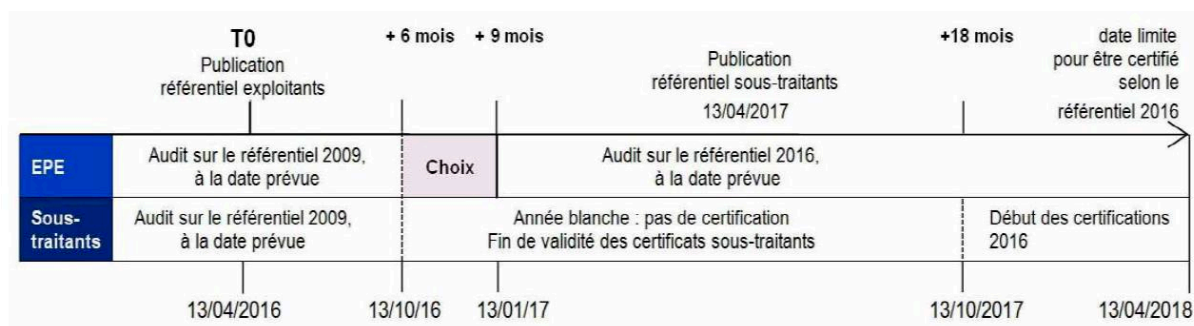 T0
Publication
référentiel exploitants
+ 6 mois
+ 9 mois
Publication
référentiel sous-traitants
13/04/2017
+18 mois
date limite
pour être certifié
selon le
référentiel 2016
EPE
Audit sur le référentiel 2009,
à la date prévue
Choix
Audit sur le référentiel 2016,
à la date prévue
Sous-
traitants
Audit sur le référentiel 2009,
à la date prévue
Année blanche : pas de certification
Fin de validité des certificats sous-traitants
Début des certifications
2016
13/04/2016
13/10/16
13/01/17
13/10/2017
13/04/2018